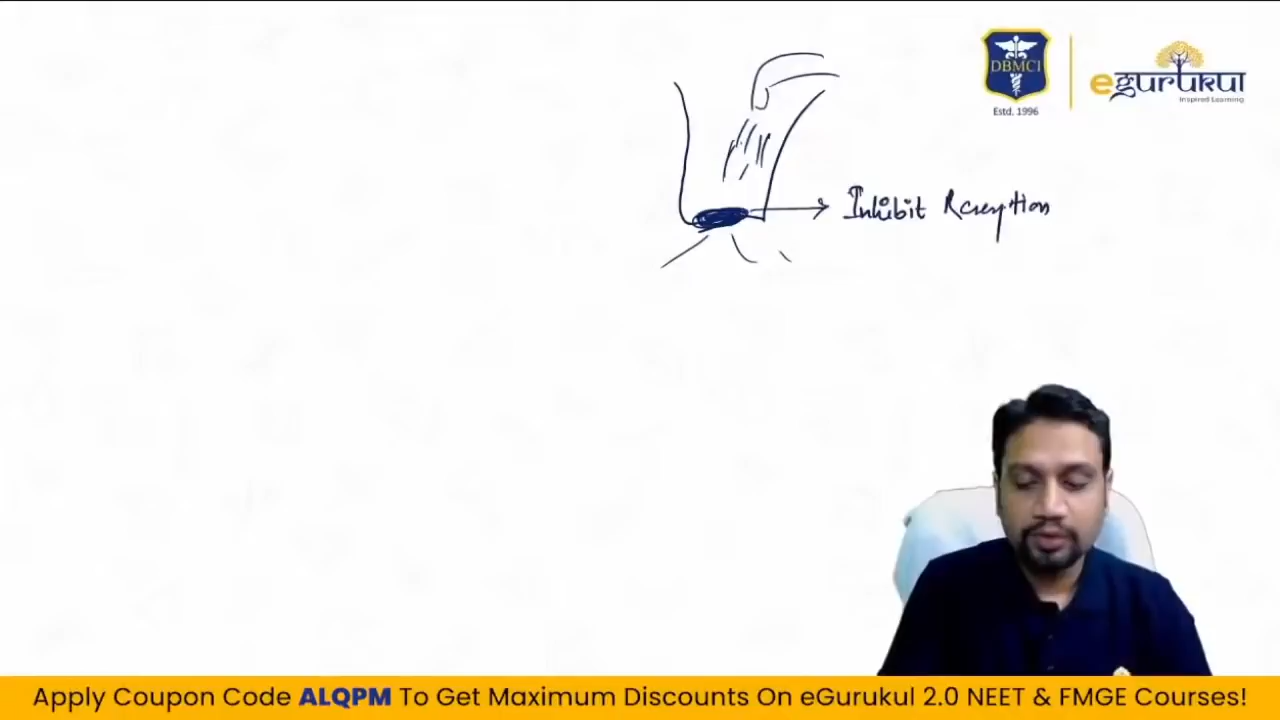 DBMCI
Estd. 1996
egurukul
Inspired Learning
Inhibit
Apply Coupon Code ALQPM To Get Maximum Discounts On eGurukul 2.0 NEET & FMGE Courses!